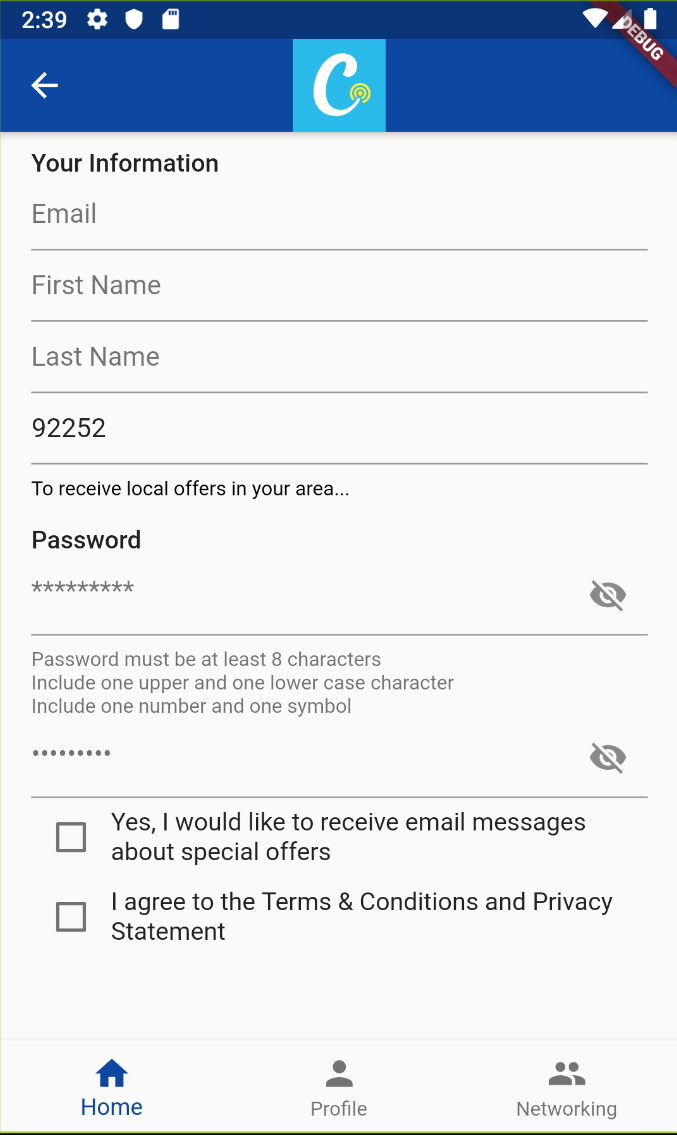 2:39
DEBUG
C
Your Information
Email
First Name
Last Name
92252
To receive local offers in your area...
Password
*********
Password must be at least 8 characters
Include one upper and one lower case character
Include one number and one symbol
•••••••••
Yes, I would like to receive email messages
about special offers
I agree to the Terms & Conditions and Privacy
Statement
Home
Profile
Networking